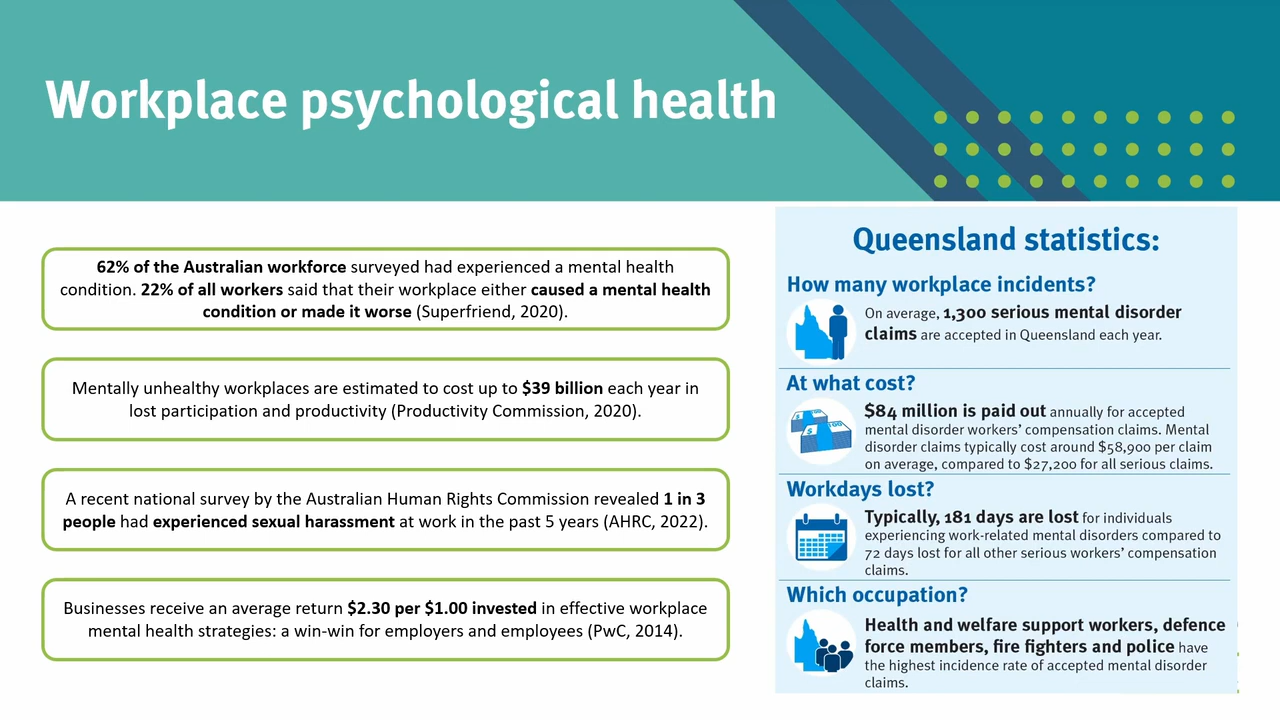 Workplace psychological health
62% of the Australian workforce surveyed had experienced a mental health
condition. 22% of all workers said that their workplace either caused a mental health
condition or made it worse (Superfriend, 2020).
Mentally unhealthy workplaces are estimated to cost up to $39 billion each year in
lost participation and productivity (Productivity Commission, 2020).
A recent national survey by the Australian Human Rights Commission revealed 1 in 3
people had experienced sexual harassment at work in the past 5 years (AHRC, 2022).
Businesses receive an average return $2.30 per $1.00 invested in effective workplace
mental health strategies: a win-win for employers and employees (PwC, 2014).
Queensland statistics:
How many workplace incidents?
On average, 1,300 serious mental disorder
claims are accepted in Queensland each year.
At what cost?
$84 million is paid out annually for accepted
mental disorder workers' compensation claims. Mental
disorder claims typically cost around $58,900 per claim
on average, compared to $27,200 for all serious claims.
Workdays lost?
Typically, 181 days are lost for individuals
experiencing work-related mental disorders compared to
72 days lost for all other serious workers' compensation
claims.
Which occupation?
Health and welfare support workers, defence
force members, fire fighters and police have
the highest incidence rate of accepted mental disorder
claims.